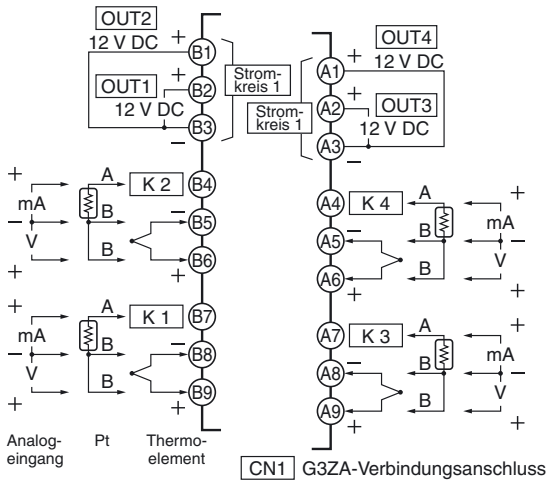 OUT2
12 V DC
+
B1
+
B2
OUT1
12 V DC
B3
−
Strom-
kreis 1
OUT4
12 V DC
+
A1
+
A2
OUT3
12 V DC
A3
−
Strom-
kreis 1
+
mA
−
V
+
A
B
B
K 2
B4
−
B5
B6
+
+
mA
−
V
+
A
B
B
K 1
B7
−
B8
B9
+
A4
K 4
A5
−
A6
+
A
B
B
+
mA
−
V
+
A7
K 3
A8
−
A9
+
A
B
B
+
mA
−
V
+
Analog-
eingang
Pt
Thermo-
element
CN1 G3ZA-Verbindungsanschluss